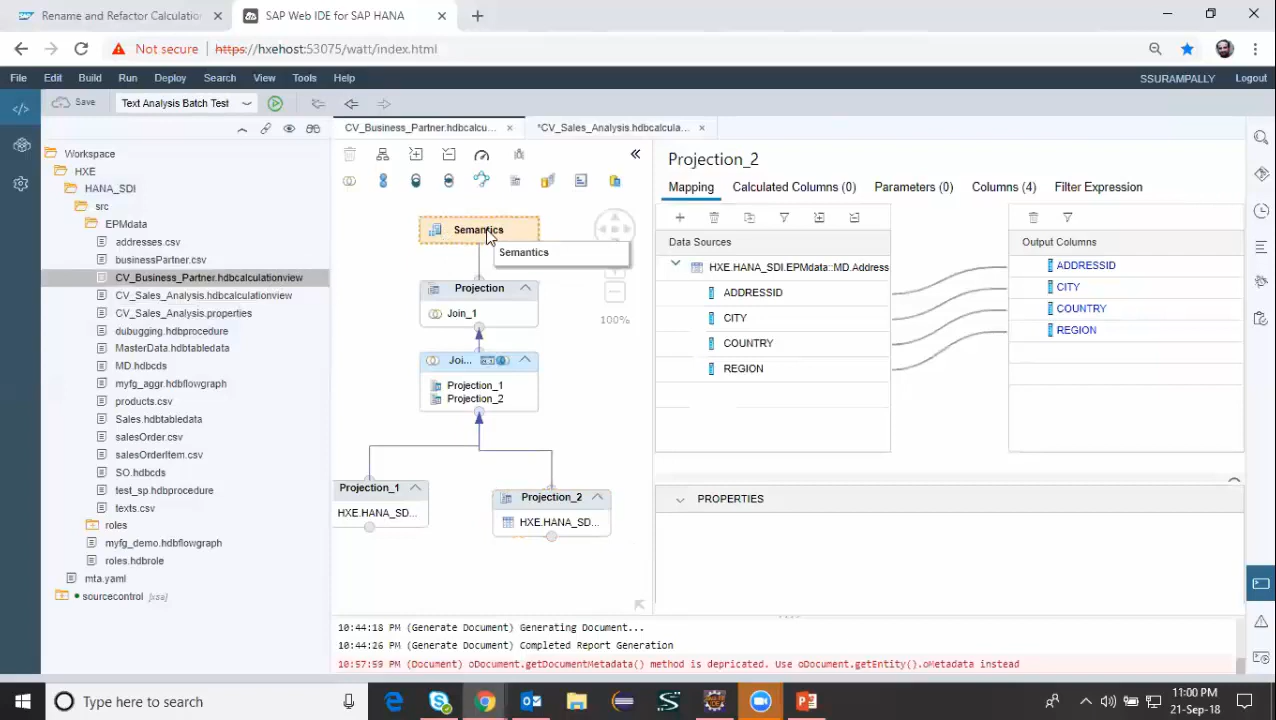 Rename and Refactor Calculatio
SAP Web IDE for SAP HANA
Not secure
https://hxehost:53075/watt/index.html
File Edit Build Run Deploy Search View Tools Help
SSURAMPALLY
Logout
Save
Text Analysis Batch Test
CV_Business_Partner.hdbcalcu...
*CV_Sales_Analysis.hdbcalcula...
Workspace
HXE
HANA_SDI
src
EPMdata
addresses.csv
businessPartner.csv
CV_Business_Partner.hdbcalculationview
CV_Sales_Analysis.hdbcalculationview
CV_Sales_Analysis.properties
dubugging.hdbprocedure
MasterData.hdbtabledata
MD.hdbcds
myfg_aggr.hdbflowgraph
products.csv
Sales.hdbtabledata
salesOrder.csv
salesOrderItem.csv
SO.hdbcds
test_sp.hdbprocedure
texts.csv
roles
myfg_demo.hdbflowgraph
roles.hdbrole
mta.yaml
sourcecontrol [xsa]
Semantics
Semantics
100%
Projection
Join_1
Joi...
Projection_1
Projection_2
Projection_1
HXE.HANA_SD...
Projection_2
HXE.HANA_SD...
Projection_2
Mapping
Calculated Columns (0)
Parameters (0)
Columns (4)
Filter Expression
Data Sources
HXE.HANA_SDI.EPMdata::MD.Address
ADDRESSID
CITY
COUNTRY
REGION
Output Columns
ADDRESSID
CITY
COUNTRY
REGION
PROPERTIES
10:44:18 PM (Generate Document) Generating Document...
10:44:26 PM (Generate Document) Completed Report Generation
10:57:59 PM (Document) oDocument.getDocumentMetadata() method is depricated. Use oDocument.getEntity().oMetadata instead
Type here to search
11:00 PM
21-Sep-18